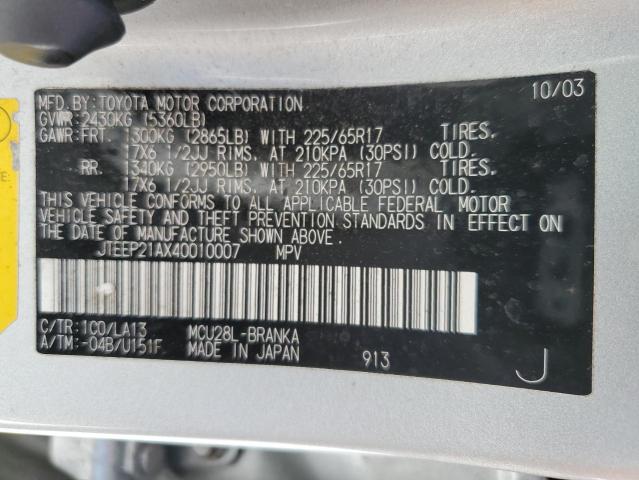 MFD. BY: TOYOTA MOTOR CORPORATION 10/03
GVWR: 2430KG (5360LB)
GAWR: FRT. 1300KG (2865LB) WITH 225/65R17 TIRES.
17X6 1/2JJ RIMS. AT 210KPA (30PSI) COLD.
RR. 1340KG (2950LB) WITH 225/65R17 TIRES.
17X6 1/2JJ RIMS. AT 210KPA (30PSI) COLD.
THIS VEHICLE CONFORMS TO ALL APPLICABLE FEDERAL MOTOR
VEHICLE SAFETY AND THEFT PREVENTION STANDARDS IN EFFECT ON
THE DATE OF MANUFACTURE SHOWN ABOVE.
JTEEP21AX40010007 MPV
C/TR: 1C0/LA13 MCU28L-BRANKA
A/TM: -04B/U151F MADE IN JAPAN 913 J
E: